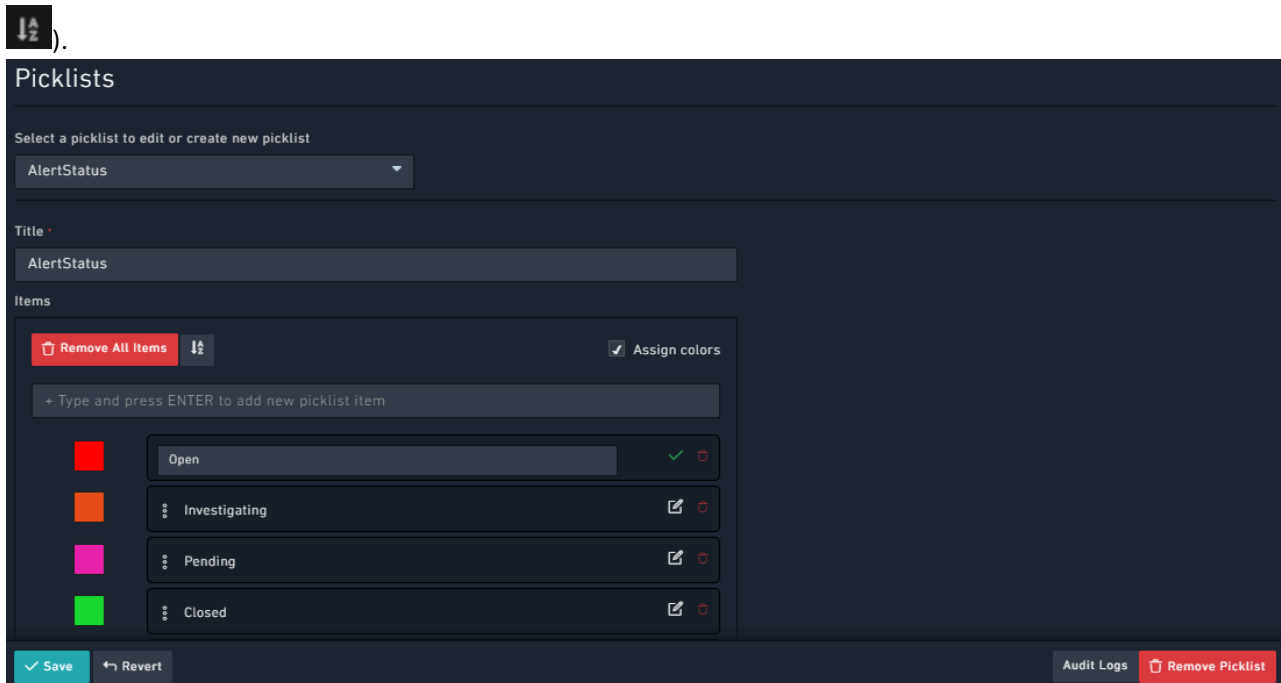 ).
Picklists
Select a picklist to edit or create new picklist
AlertStatus
Title *
AlertStatus
Items
Remove All Items
Assign colors
+ Type and press ENTER to add new picklist item
Open
Investigating
Pending
Closed
Save Revert Audit Logs Remove Picklist